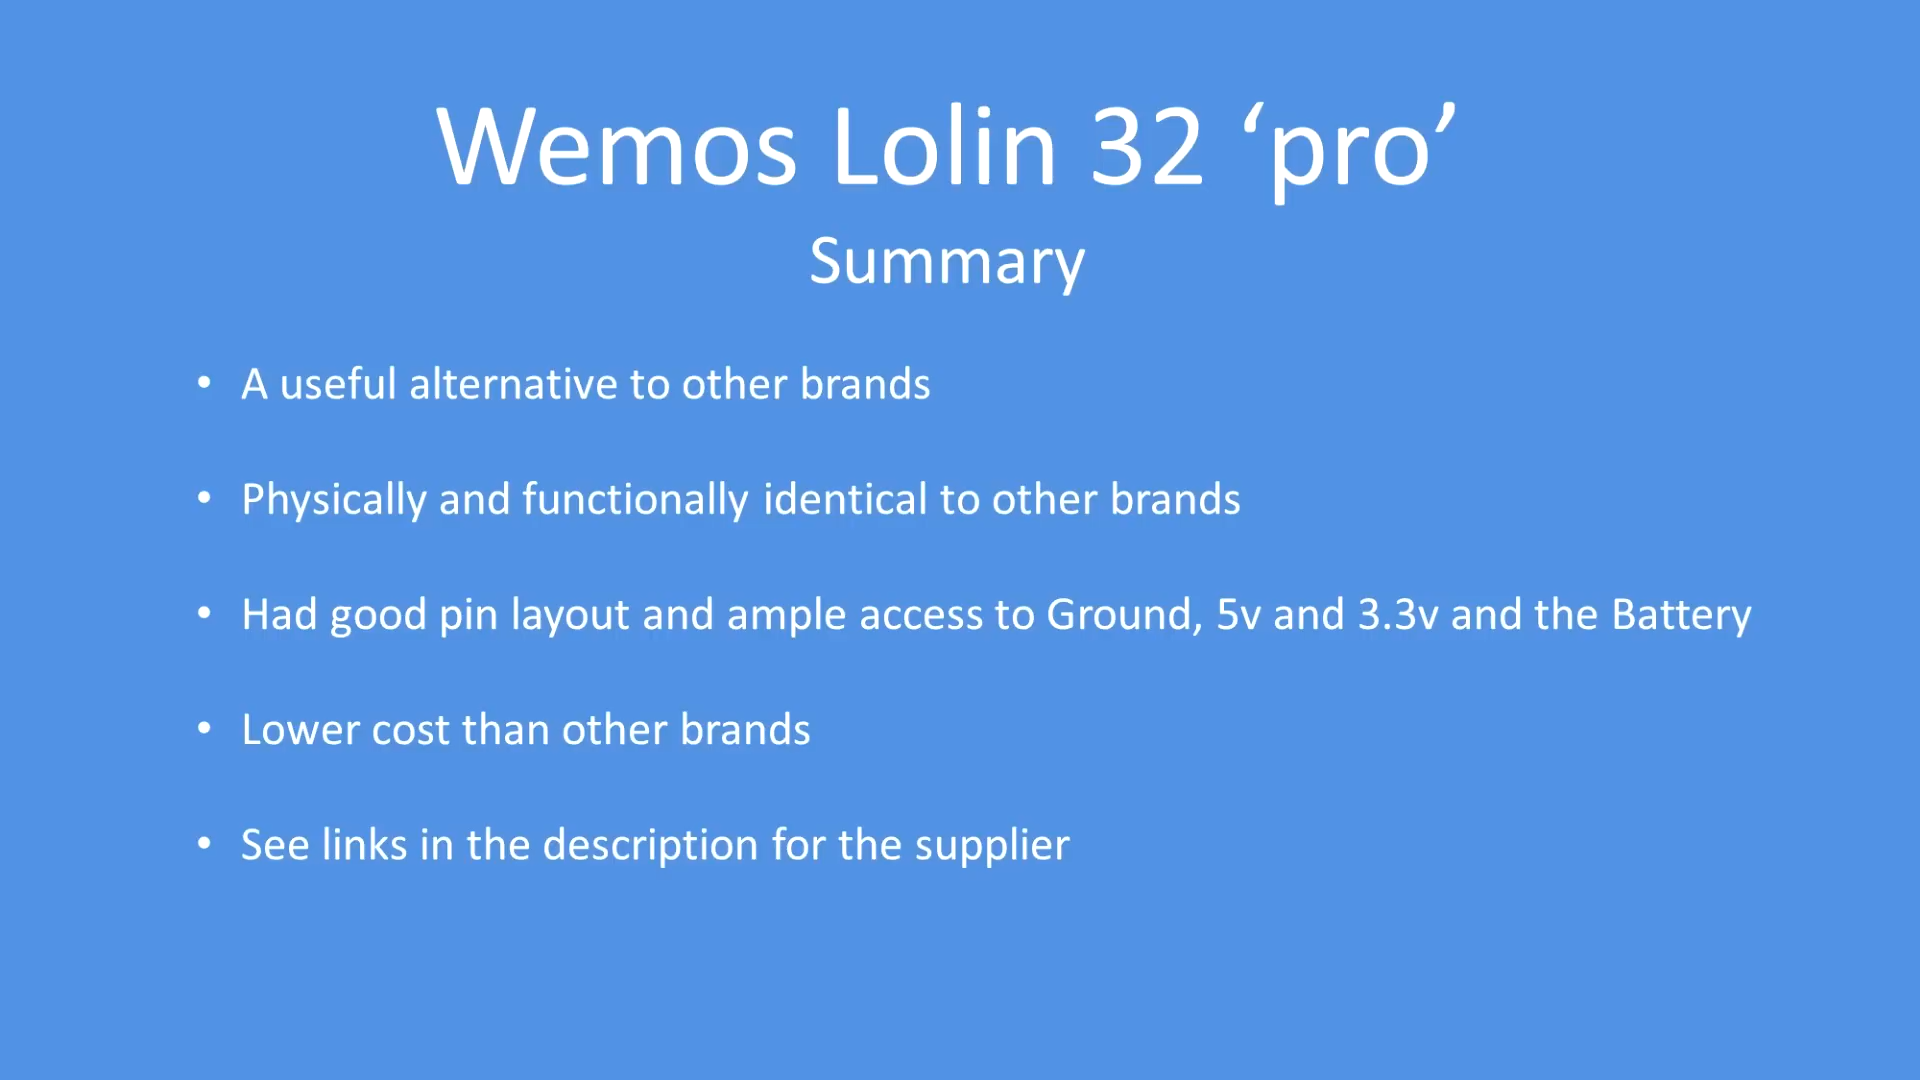 Wemos Lolin 32 ‘pro’
Summary
• A useful alternative to other brands
• Physically and functionally identical to other brands
• Had good pin layout and ample access to Ground, 5v and 3.3v and the Battery
• Lower cost than other brands
• See links in the description for the supplier